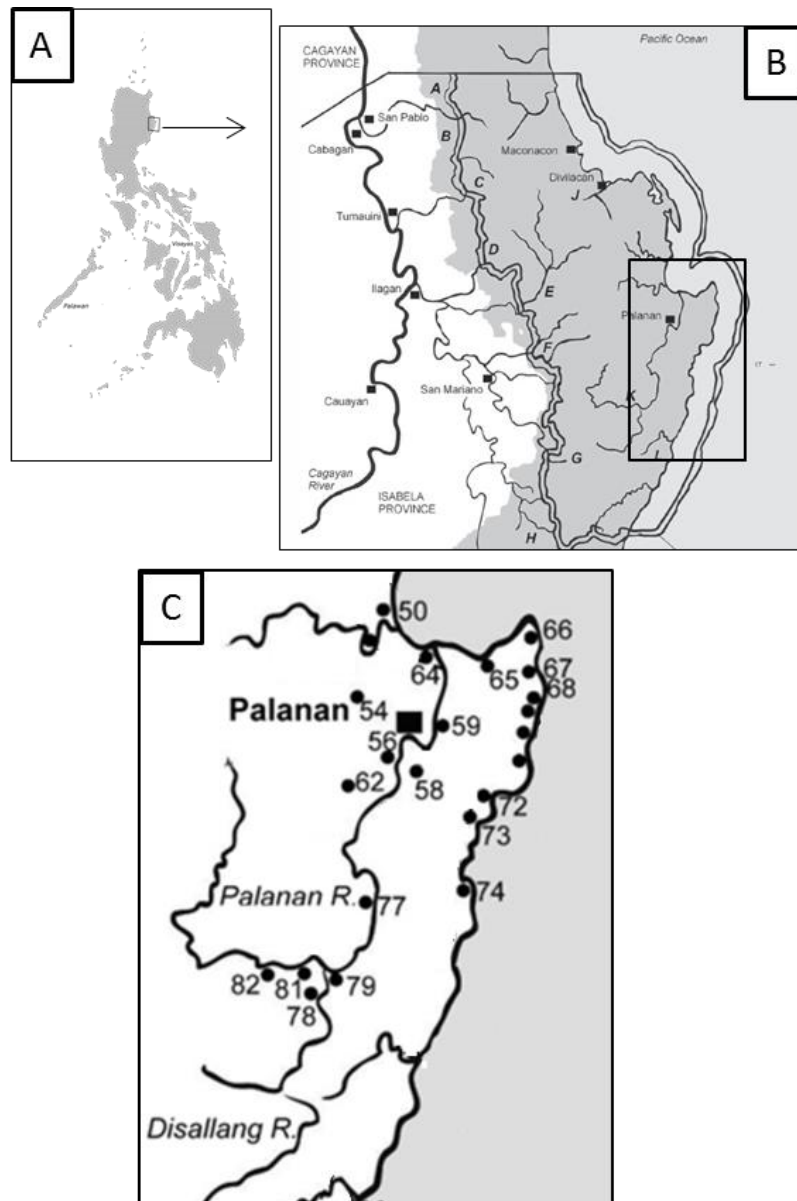 A
Visayas
Palawan
B
Pacific Ocean
CAGAYAN
PROVINCE
A
San Pablo
B
Cabagan
Maconacon
C
Divilacan
J
Tumauini
D
E
Ilagan
Palanan
F
San Mariano
K
Cauayan
G
L
Cagayan
River
ISABELA
PROVINCE
H
C
50
66
64
65
67
54
68
Palanan
59
56
62
58
72
73
74
Palanan R.
77
82
81
79
78
Disallang R.